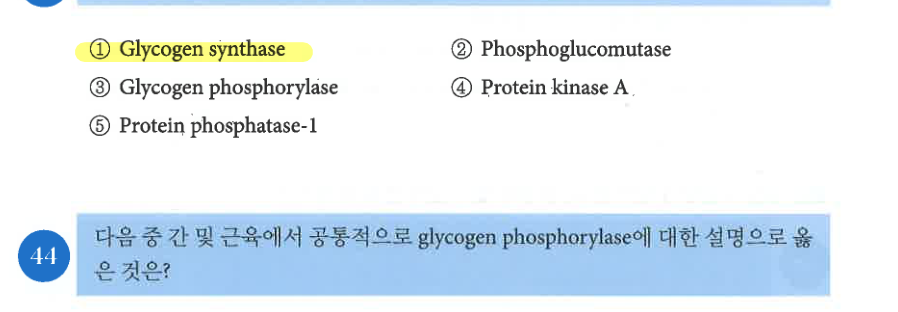 ① Glycogen synthase ② Phosphoglucomutase
③ Glycogen phosphorylase ④ Protein kinase A
⑤ Protein phosphatase-1
44 다음 중 간 및 근육에서 공통적으로 glycogen phosphorylase에 대한 설명으로 옳
은 것은?